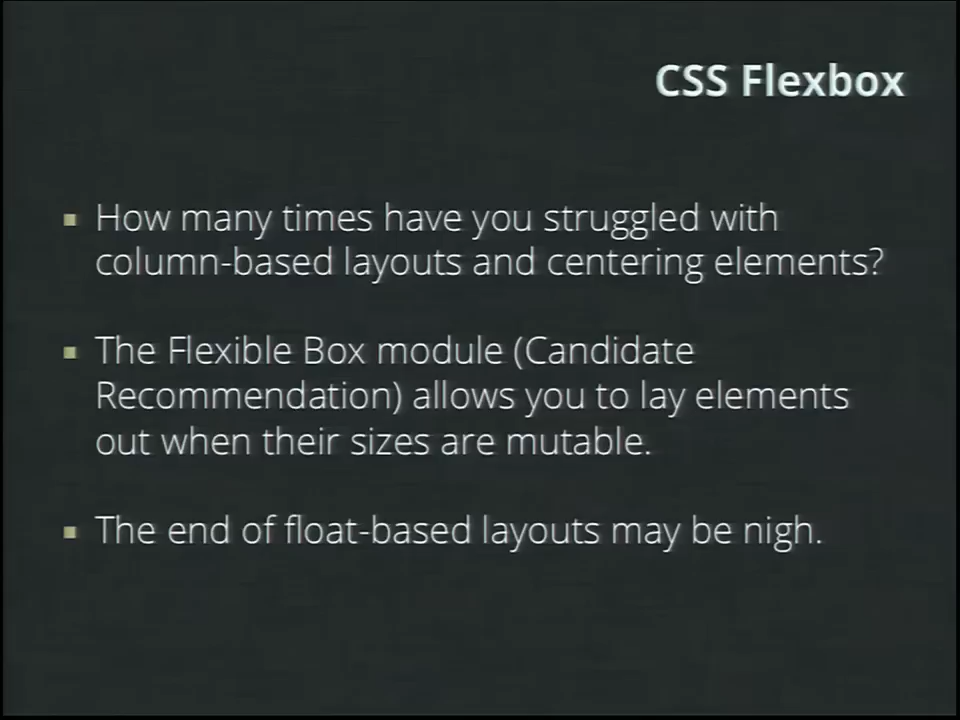 CSS Flexbox
▪ How many times have you struggled with
column-based layouts and centering elements?
▪ The Flexible Box module (Candidate
Recommendation) allows you to lay elements
out when their sizes are mutable.
▪ The end of float-based layouts may be nigh.